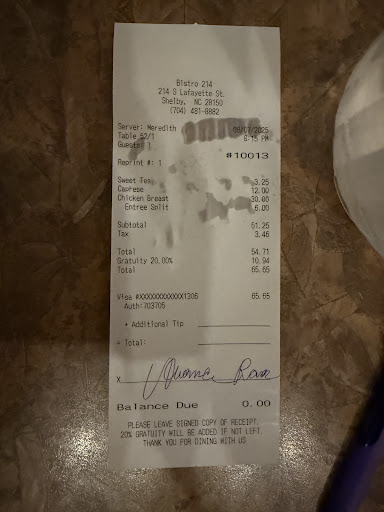 Bistro 214
214 S Lafayette St.
Shelby, NC 28150
(704) 481-8882
Server: Meredith 09/07/2025
Table 52/1 6:15 PM
Guests: 1
#10013
Reprint #: 1
Sweet Tea 3.25
Caprese 12.00
Chicken Breast 30.00
Entree Split 6.00
Subtotal 51.25
Tax 3.46
Total 54.71
Gratuity 20.00% 10.94
Total 65.65
Visa #XXXXXXXXXXXX1306 65.65
Auth:703705
+ Additional Tip
= Total:
X
Balance Due 0.00
PLEASE LEAVE SIGNED COPY OF RECEIPT.
20% GRATUITY WILL BE ADDED IF NOT LEFT.
THANK YOU FOR DINING WITH US